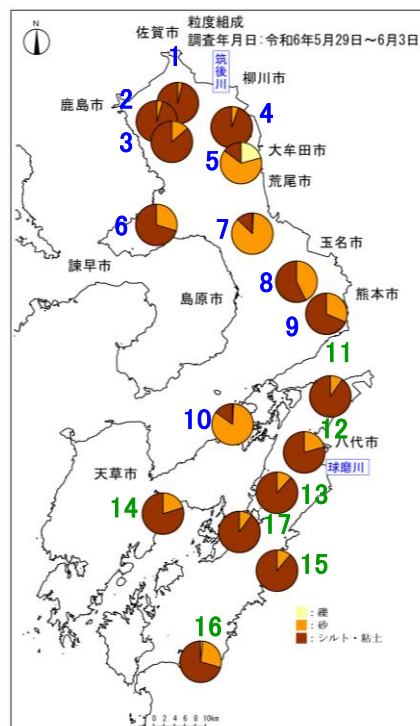 N
佐賀市
粒度組成
調査年月日:令和6年5月29日~6月3日
1
筑後川
柳川市
鹿島市
2
3
4
大牟田市
5
荒尾市
6
7
玉名市
諫早市
8
島原市
熊本市
9
11
10
12
八代市
天草市
球磨川
14
13
17
15
16
:礫
:砂
:シルト・粘土
0 2 4 6 8 10km